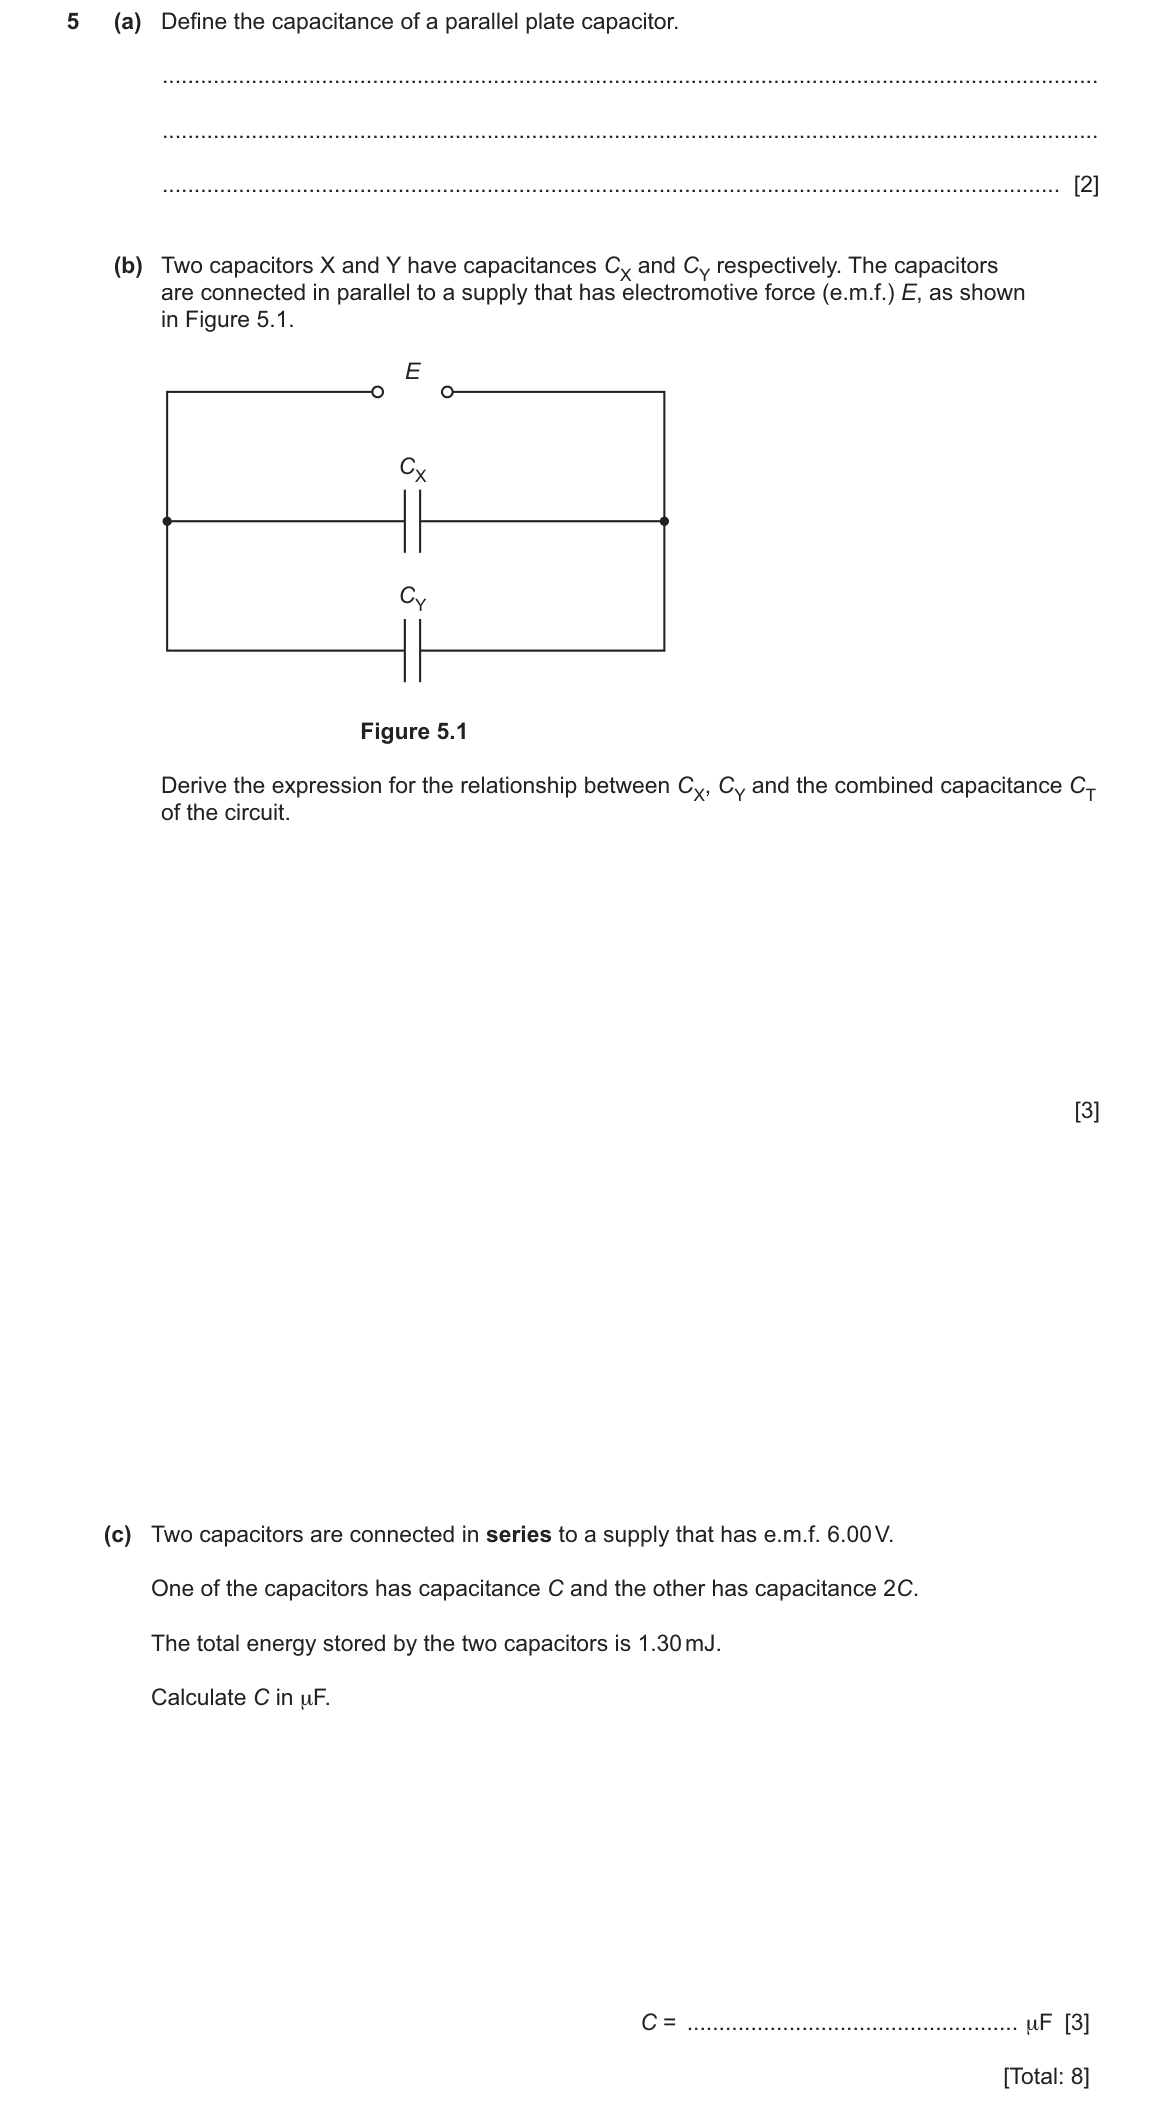 5 (a) Define the capacitance of a parallel plate capacitor.
..........................................................................................................................................
..........................................................................................................................................
.................................................................................................................................... [2]
(b) Two capacitors X and Y have capacitances C_X and C_Y respectively. The capacitors
are connected in parallel to a supply that has electromotive force (e.m.f.) E, as shown
in Figure 5.1.
E
C_X
C_Y
Figure 5.1
Derive the expression for the relationship between C_X, C_Y and the combined capacitance C_T
of the circuit.
[3]
(c) Two capacitors are connected in series to a supply that has e.m.f. 6.00 V.
One of the capacitors has capacitance C and the other has capacitance 2C.
The total energy stored by the two capacitors is 1.30 mJ.
Calculate C in μF.
C = .................................................... μF [3]
[Total: 8]